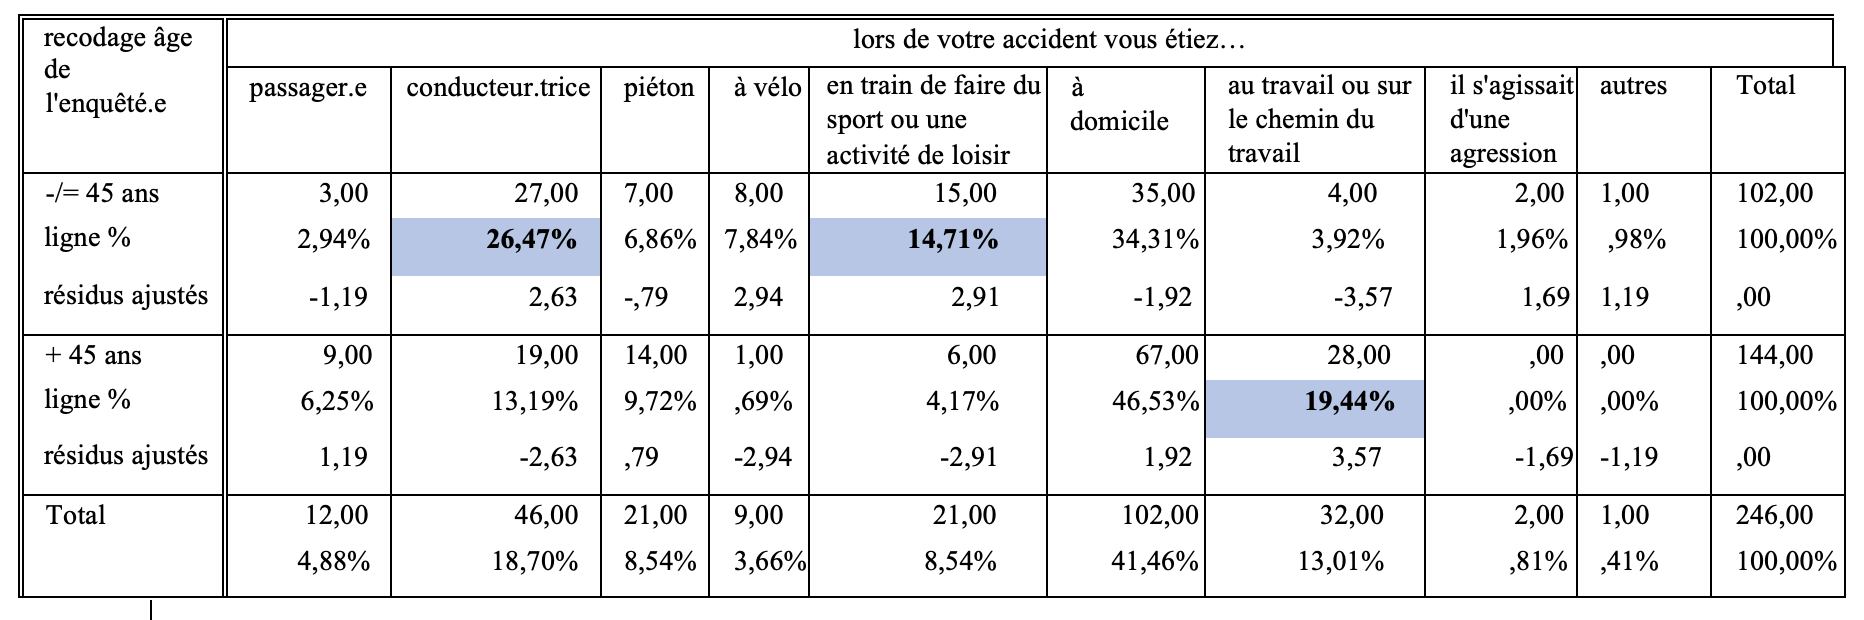 recodage âge de l'enquêté.e lors de votre accident vous étiez…
passager.e conducteur.trice piéton à vélo en train de faire du sport ou une activité de loisir à domicile au travail ou sur le chemin du travail il s'agissait d'une agression autres Total
-/= 45 ans 3,00 27,00 7,00 8,00 15,00 35,00 4,00 2,00 1,00 102,00
ligne % 2,94% 26,47% 6,86% 7,84% 14,71% 34,31% 3,92% 1,96% ,98% 100,00%
résidus ajustés -1,19 2,63 -,79 2,94 2,91 -1,92 -3,57 1,69 1,19 ,00
+ 45 ans 9,00 19,00 14,00 1,00 6,00 67,00 28,00 ,00 ,00 144,00
ligne % 6,25% 13,19% 9,72% ,69% 4,17% 46,53% 19,44% ,00% ,00% 100,00%
résidus ajustés 1,19 -2,63 ,79 -2,94 -2,91 1,92 3,57 -1,69 -1,19 ,00
Total 12,00 46,00 21,00 9,00 21,00 102,00 32,00 2,00 1,00 246,00
4,88% 18,70% 8,54% 3,66% 8,54% 41,46% 13,01% ,81% ,41% 100,00%